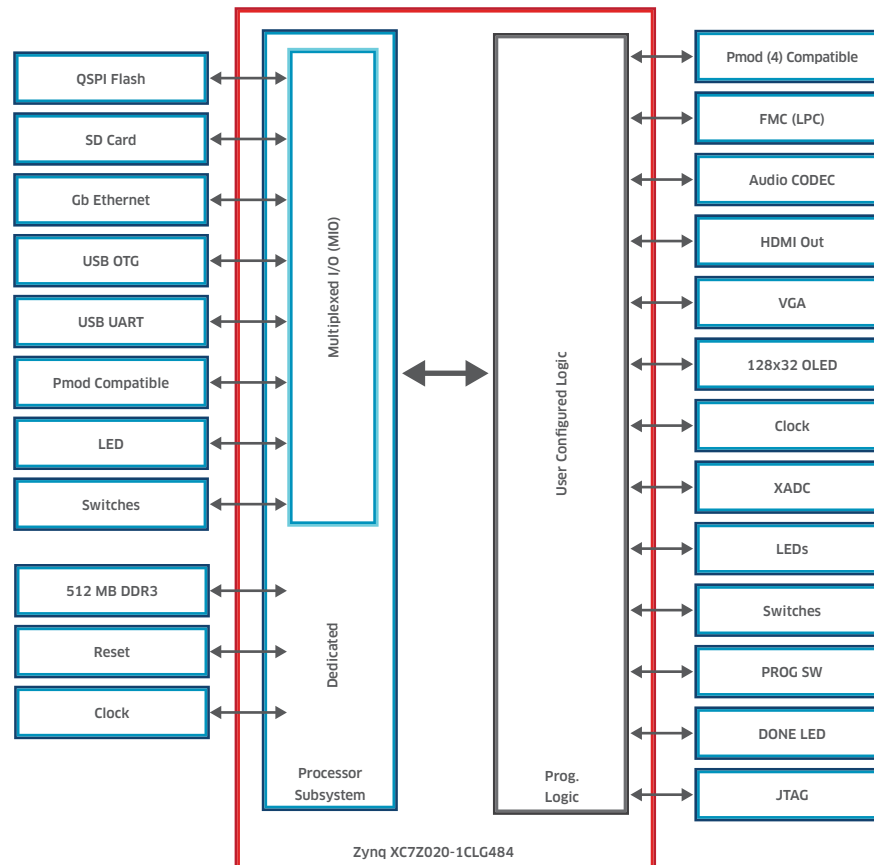 QSPI Flash
SD Card
Gb Ethernet
USB OTG
USB UART
Pmod Compatible
LED
Switches
512 MB DDR3
Reset
Clock
Multiplexed I/O (MIO)
Dedicated
Processor
Subsystem
User Configured Logic
Prog.
Logic
Pmod (4) Compatible
FMC (LPC)
Audio CODEC
HDMI Out
VGA
128x32 OLED
Clock
XADC
LEDs
Switches
PROG SW
DONE LED
JTAG
Zynq XC7Z020-1CLG484